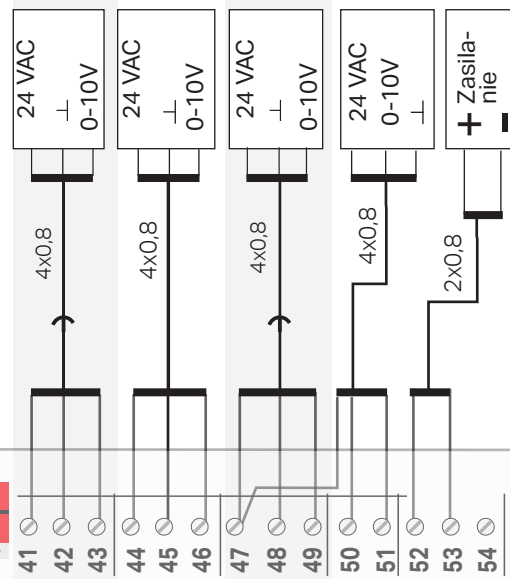 24 VAC
⊥
0-10V
24 VAC
⊥
0-10V
24 VAC
⊥
0-10V
24 VAC
0-10V
⊥
+ Zasila-
nie
-
4x0,8
4x0,8
4x0,8
4x0,8
2x0,8
41
42
43
44
45
46
47
48
49
50
51
52
53
54